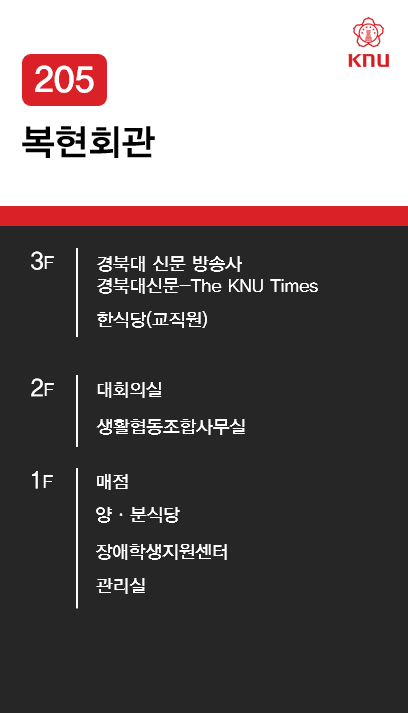 KNU
205
복현회관
3F
경북대 신문 방송사
경북대신문-The KNU Times
한식당(교직원)
2F
대회의실
생활협동조합사무실
1F
매점
양 · 분식당
장애학생지원센터
관리실